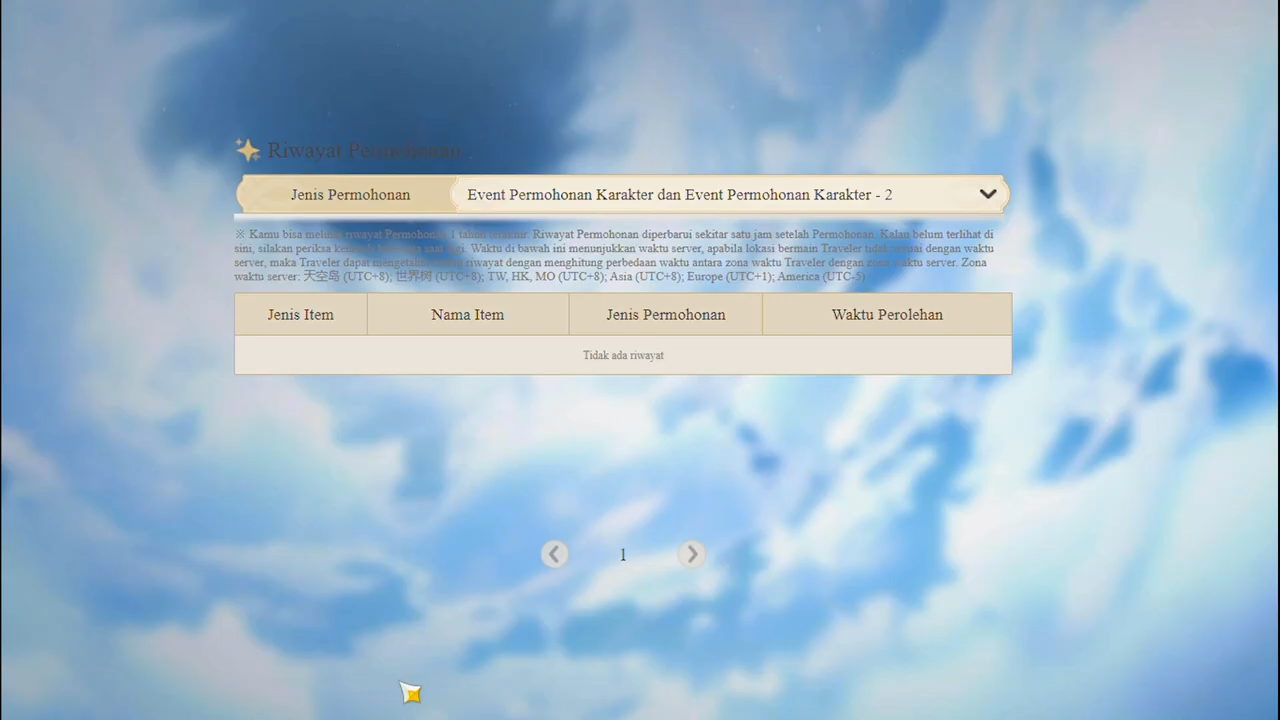 Riwayat Permohonan
Jenis Permohonan
Event Permohonan Karakter dan Event Permohonan Karakter - 2
※ Kamu bisa melihat riwayat Permohonan 1 tahun terakhir. Riwayat Permohonan diperbarui sekitar satu jam setelah Permohonan. Kalau belum terlihat di
sini, silakan periksa kembali beberapa saat lagi. Waktu di bawah ini menunjukkan waktu server, apabila lokasi bermain Traveler tidak sesuai dengan waktu
server, maka Traveler dapat mengetahui waktu riwayat dengan menghitung perbedaan waktu antara zona waktu Traveler dengan zona waktu server. Zona
waktu server: 天空岛 (UTC+8); 世界树 (UTC+8); TW, HK, MO (UTC+8); Asia (UTC+8); Europe (UTC+1); America (UTC-5)
Jenis Item
Nama Item
Jenis Permohonan
Waktu Perolehan
Tidak ada riwayat
1